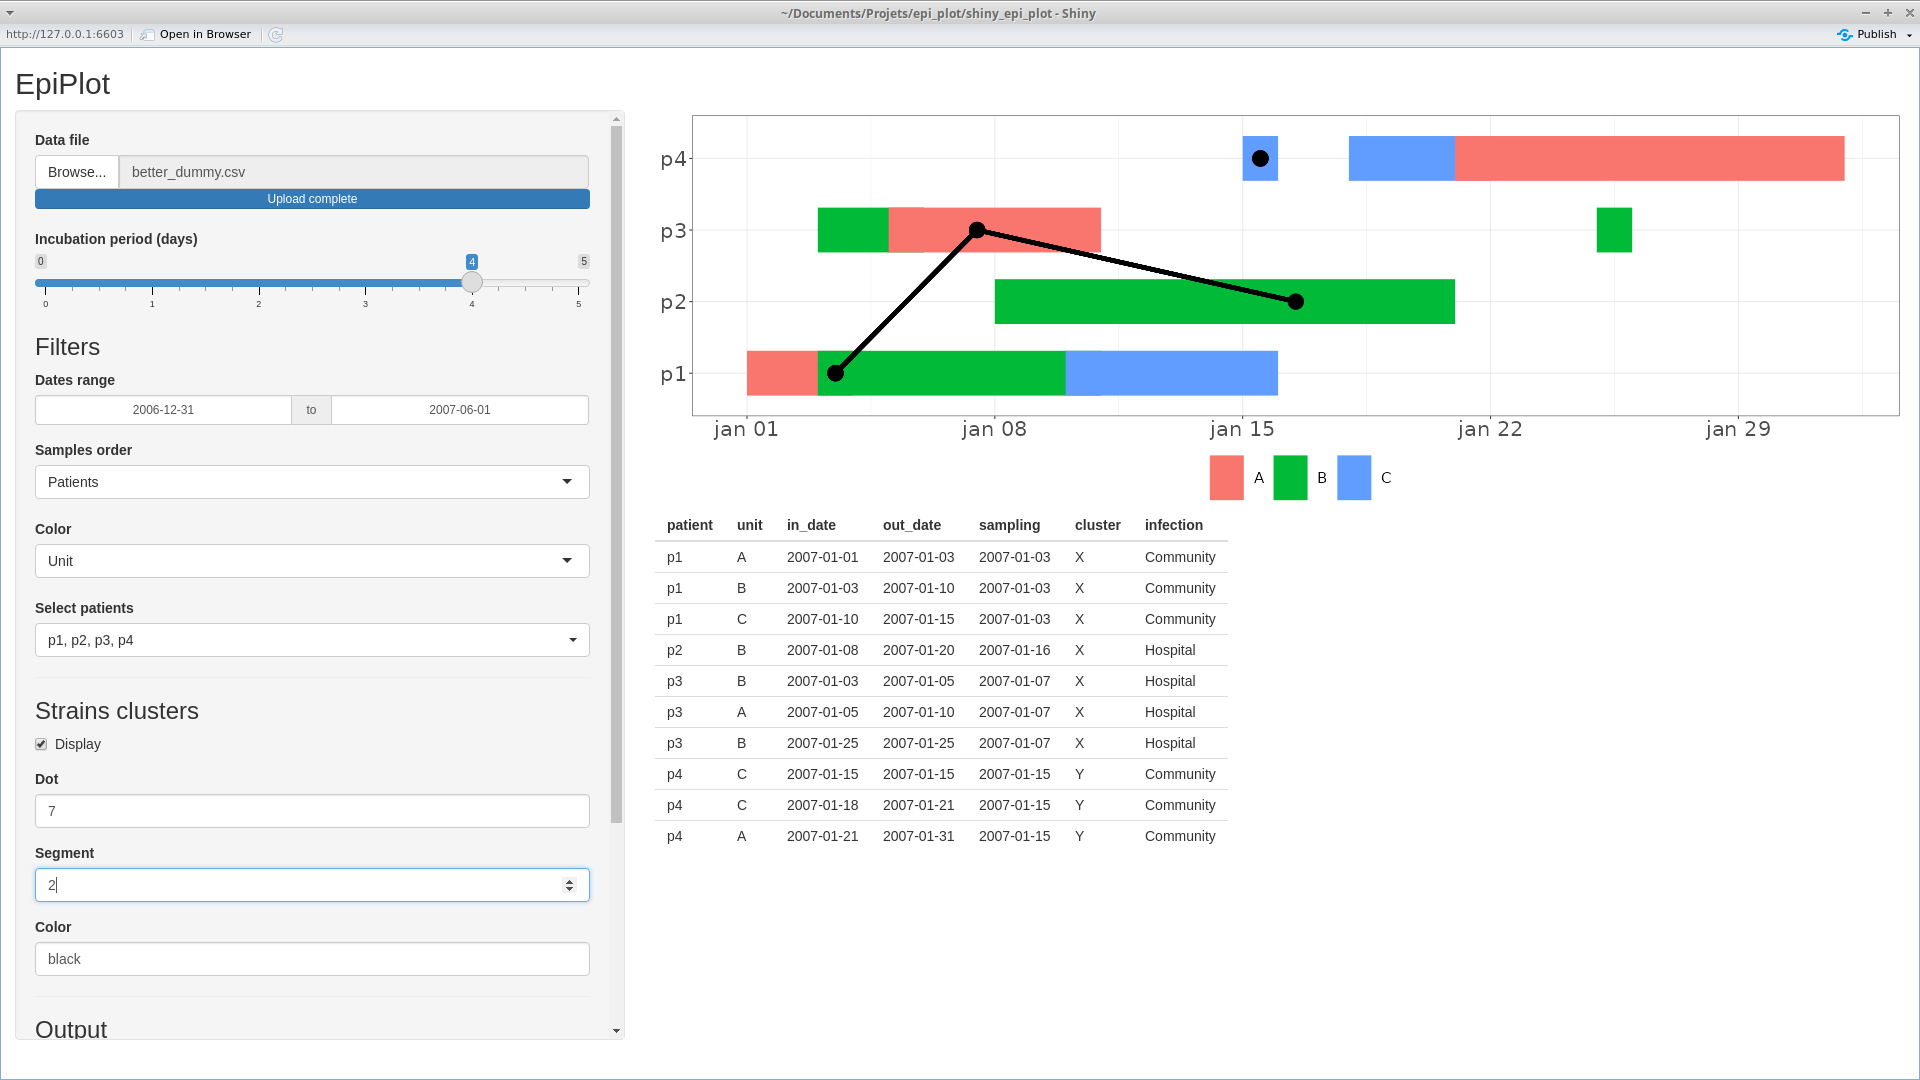 ~/Documents/Projets/epi_plot/shiny_epi_plot - Shiny
http://127.0.0.1:6603 Open in Browser Publish
EpiPlot
Data file
Browse... better_dummy.csv
Upload complete
Incubation period (days)
0 4 5
0 1 2 3 4 5
Filters
Dates range
2006-12-31 to 2007-06-01
Samples order
Patients
Color
Unit
Select patients
p1, p2, p3, p4
Strains clusters
Display
Dot
7
Segment
2
Color
black
Output
p4
p3
p2
p1
jan 01 jan 08 jan 15 jan 22 jan 29
A B C
patient unit in_date out_date sampling cluster infection
p1 A 2007-01-01 2007-01-03 2007-01-03 X Community
p1 B 2007-01-03 2007-01-10 2007-01-03 X Community
p1 C 2007-01-10 2007-01-15 2007-01-03 X Community
p2 B 2007-01-08 2007-01-20 2007-01-16 X Hospital
p3 B 2007-01-03 2007-01-05 2007-01-07 X Hospital
p3 A 2007-01-05 2007-01-10 2007-01-07 X Hospital
p3 B 2007-01-25 2007-01-25 2007-01-07 X Hospital
p4 C 2007-01-15 2007-01-15 2007-01-15 Y Community
p4 C 2007-01-18 2007-01-21 2007-01-15 Y Community
p4 A 2007-01-21 2007-01-31 2007-01-15 Y Community